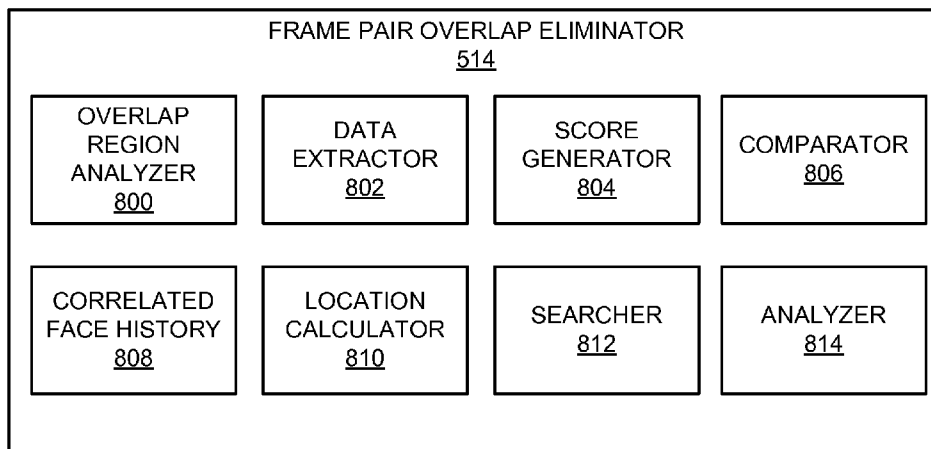 FRAME PAIR OVERLAP ELIMINATOR
514
OVERLAP
REGION
ANALYZER
800
DATA
EXTRACTOR
802
SCORE
GENERATOR
804
COMPARATOR
806
CORRELATED
FACE HISTORY
808
LOCATION
CALCULATOR
810
SEARCHER
812
ANALYZER
814